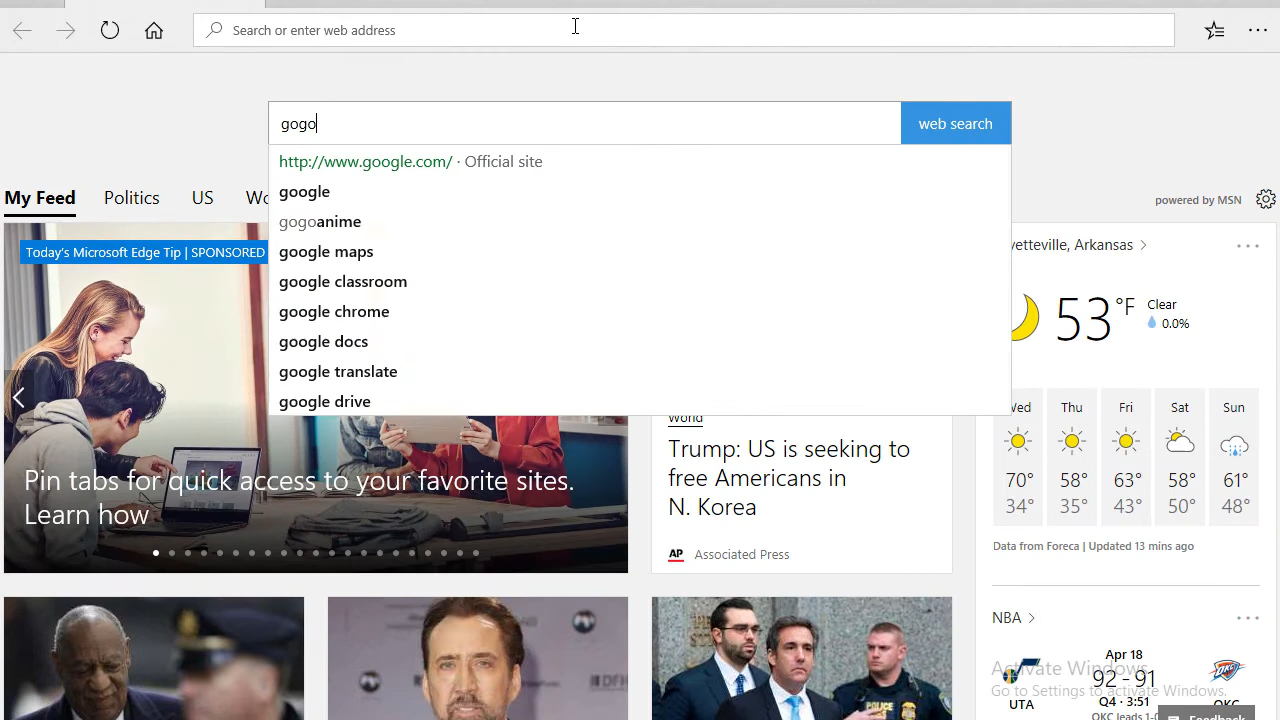 Search or enter web address
gogo
web search
http://www.google.com/ · Official site
google
gogoanime
google maps
google classroom
google chrome
google docs
google translate
google drive
My Feed
Politics
US
powered by MSN
Today's Microsoft Edge Tip | SPONSORED
Pin tabs for quick access to your favorite sites.
Learn how
World
Trump: US is seeking to
free Americans in
N. Korea
AP Associated Press
Arkansas >
53°F
Clear
0.0%
Wed Thu Fri Sat Sun
70° 58° 63° 58° 61°
34° 35° 43° 50° 48°
Data from Foreca | Updated 13 mins ago
NBA >
Apr 18
92 - 91
Q4 - 3:51
UTA
OKC
OKC leads
Activate Windows
Go to Settings to activate Windows.
Feedback